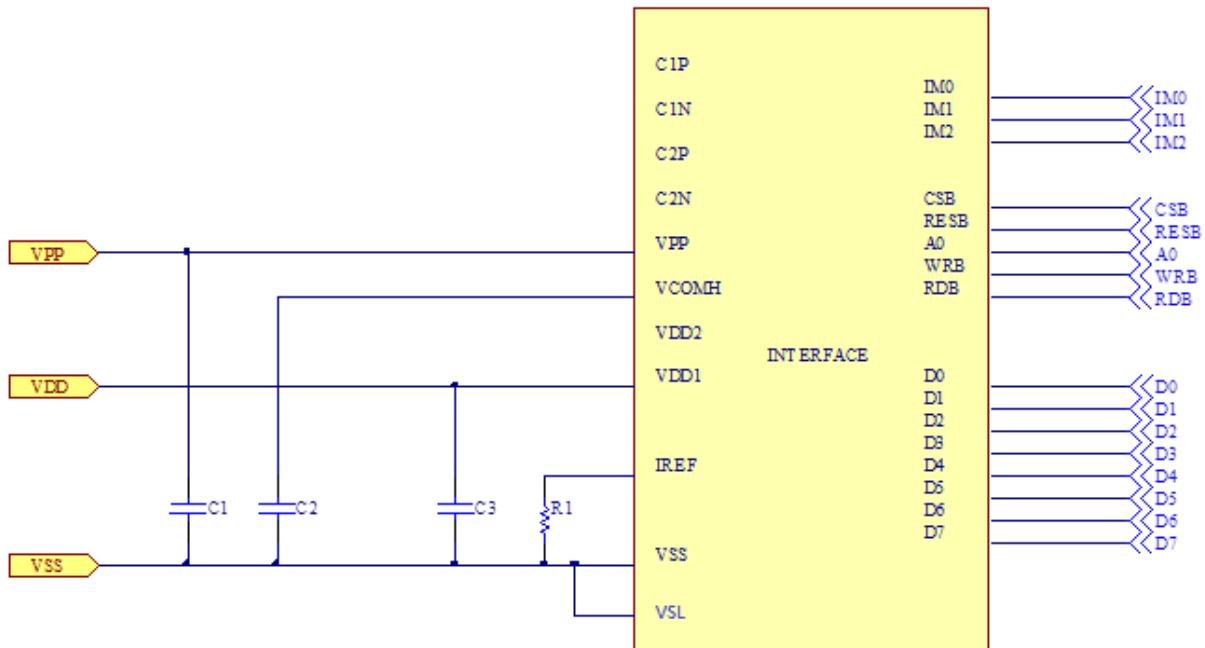 C1P
C1N
C2P
C2N
VPP
VCOMH
VDD2
VDD1
IREF
VSS
VSL
INTERFACE
IM0
IM1
IM2
CSB
RESB
A0
WRB
RDB
D0
D1
D2
D3
D4
D5
D6
D7
IM0
IM1
IM2
CSB
RESB
A0
WRB
RDB
D0
D1
D2
D3
D4
D5
D6
D7
VPP
VDD
VSS
C1
C2
C3
R1